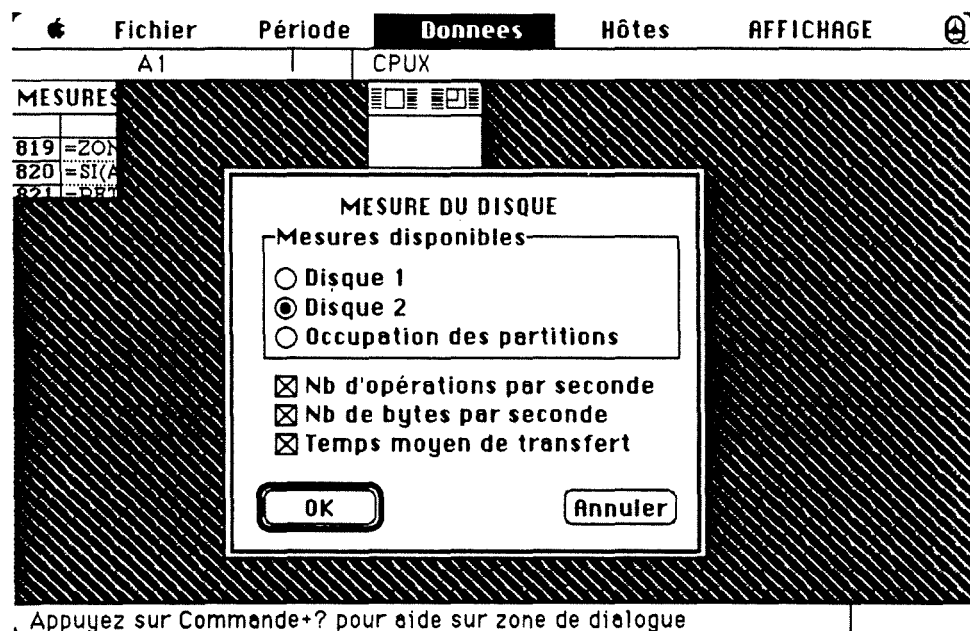 Fichier Période Donnees Hôtes AFFICHAGE
A1 CPUX
MESURES
819 =ZON
820 =SI(A
821
MESURE DU DISQUE
Mesures disponibles
Disque 1
Disque 2
Occupation des partitions
Nb d'opérations par seconde
Nb de bytes par seconde
Temps moyen de transfert
OK Annuler
Appuyez sur Commande+? pour aide sur zone de dialogue